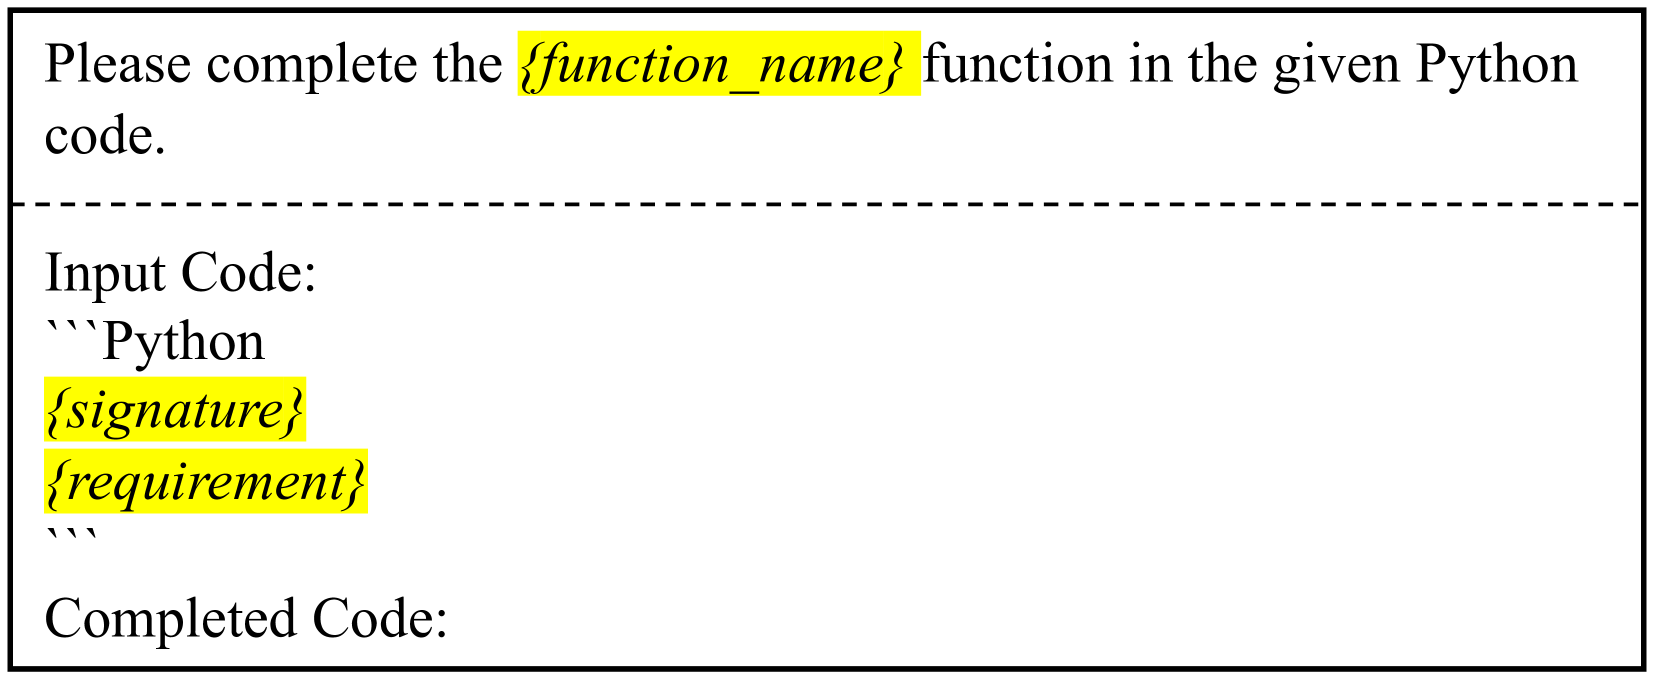 Please complete the {function_name} function in the given Python
code.
Input Code:
```Python
{signature}
{requirement}
```
Completed Code: